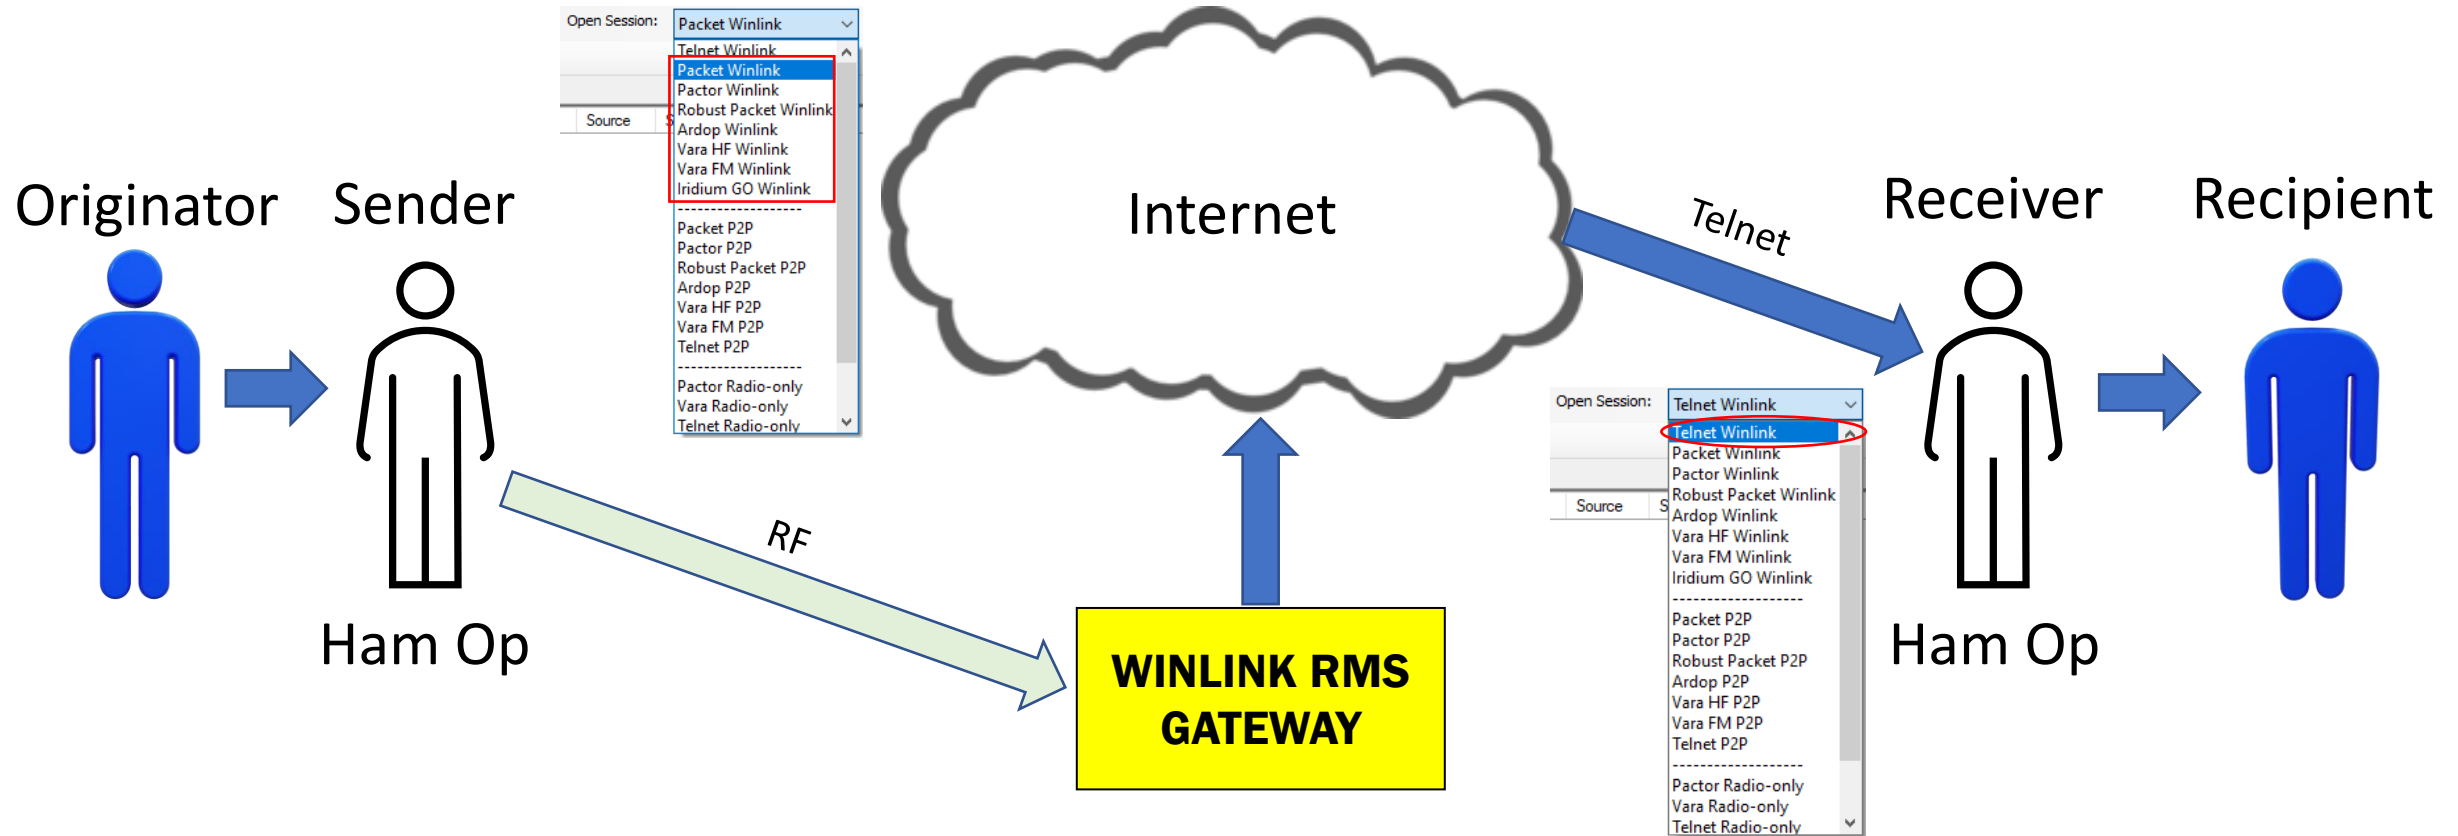 Originator
Sender
Ham Op
Open Session:
Packet Winlink
Telnet Winlink
Packet Winlink
Pactor Winlink
Robust Packet Winlink
Ardop Winlink
Vara HF Winlink
Vara FM Winlink
Iridium GO Winlink
-------------------
Packet P2P
Pactor P2P
Robust Packet P2P
Ardop P2P
Vara HF P2P
Vara FM P2P
Telnet P2P
-------------------
Pactor Radio-only
Vara Radio-only
Telnet Radio-only
Source
S
RF
WINLINK RMS
GATEWAY
Internet
Telnet
Receiver
Ham Op
Recipient
Open Session:
Telnet Winlink
Telnet Winlink
Packet Winlink
Pactor Winlink
Robust Packet Winlink
Ardop Winlink
Vara HF Winlink
Vara FM Winlink
Iridium GO Winlink
-------------------
Packet P2P
Pactor P2P
Robust Packet P2P
Ardop P2P
Vara HF P2P
Vara FM P2P
Telnet P2P
-------------------
Pactor Radio-only
Vara Radio-only
Telnet Radio-only
Source
S